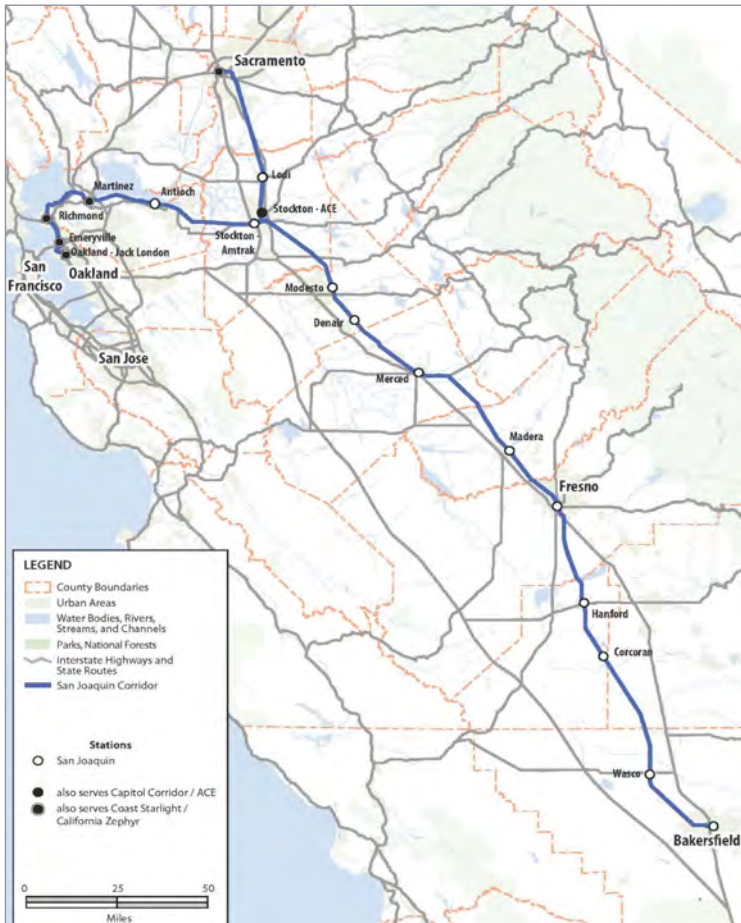 Sacramento
Lodi
Martinez
Antioch
Stockton - ACE
Richmond
Stockton -
Amtrak
Emeryville
Oakland - Jack London
San
Francisco
Oakland
Modesto
Denair
San Jose
Merced
Madera
Fresno
Hanford
Corcoran
Wasco
Bakersfield
LEGEND
County Boundaries
Urban Areas
Water Bodies, Rivers,
Streams, and Channels
Parks, National Forests
Interstate Highways and
State Routes
San Joaquin Corridor
Stations
San Joaquin
also serves Capitol Corridor / ACE
also serves Coast Starlight /
California Zephyr
0 25 50
Miles